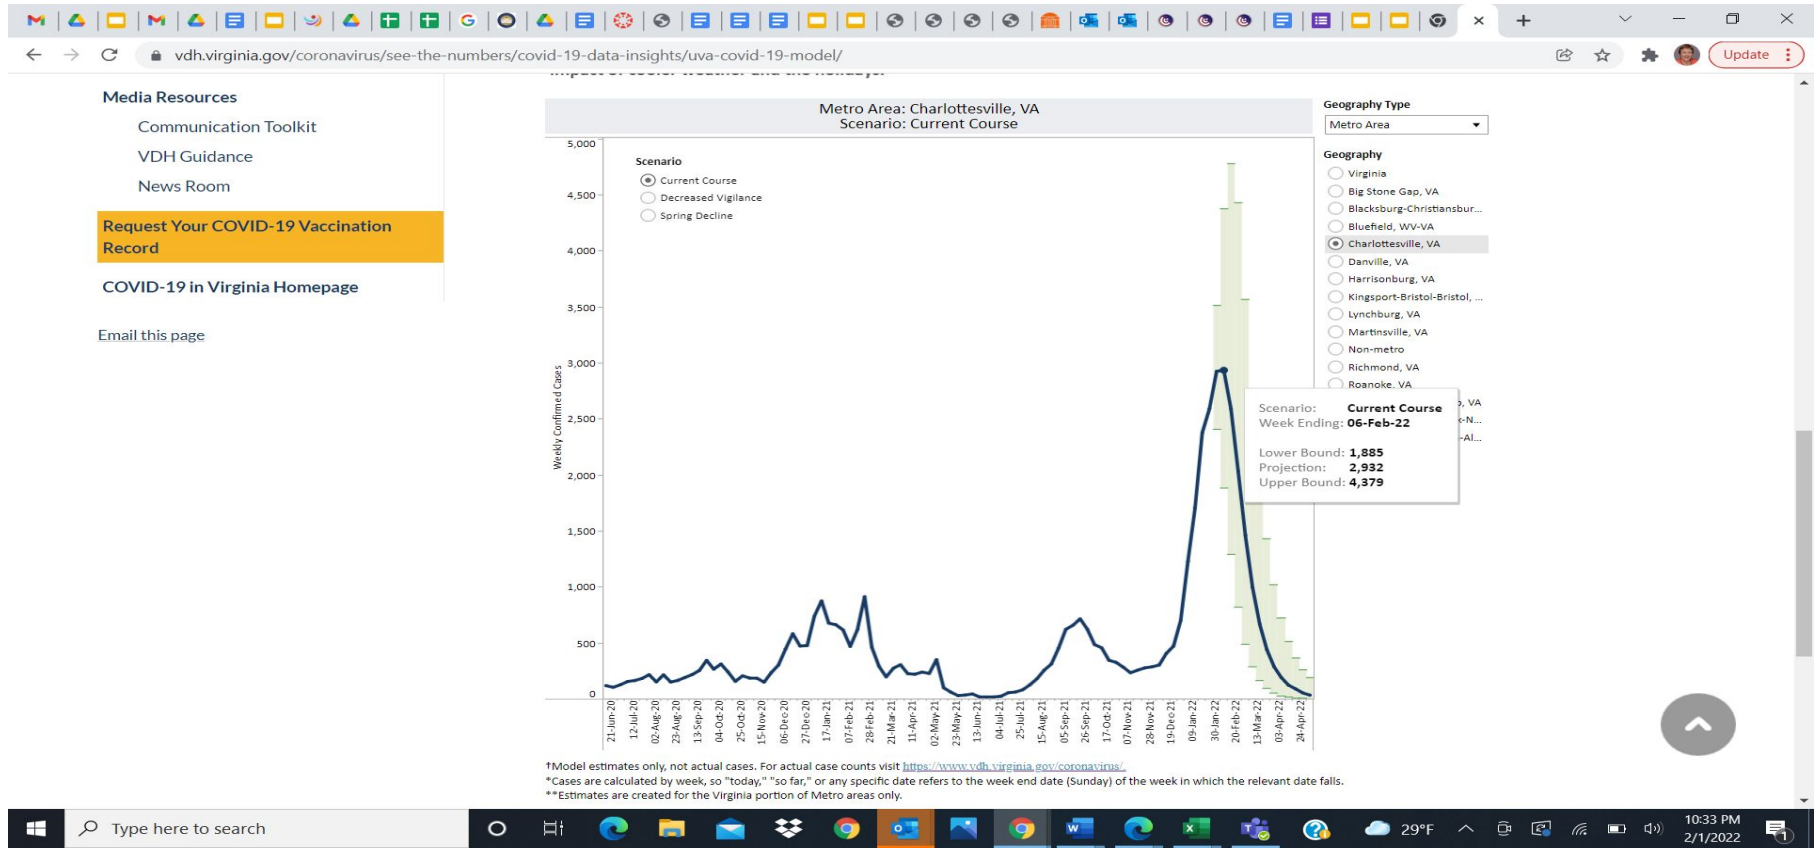 vdh.virginia.gov/coronavirus/see-the-numbers/covid-19-data-insights/uva-covid-19-model/
Update
Media Resources
Communication Toolkit
VDH Guidance
News Room
Request Your COVID-19 Vaccination
Record
COVID-19 in Virginia Homepage
Email this page
Metro Area: Charlottesville, VA
Scenario: Current Course
Scenario
Current Course
Decreased Vigilance
Spring Decline
Weekly Confirmed Cases
5,000
4,500
4,000
3,500
3,000
2,500
2,000
1,500
1,000
500
0
21-Jun-20
12-Jul-20
02-Aug-20
23-Aug-20
13-Sep-20
04-Oct-20
25-Oct-20
15-Nov-20
06-Dec-20
27-Dec-20
17-Jan-21
07-Feb-21
28-Feb-21
21-Mar-21
11-Apr-21
02-May-21
23-May-21
13-Jun-21
04-Jul-21
25-Jul-21
15-Aug-21
05-Sep-21
26-Sep-21
17-Oct-21
07-Nov-21
28-Nov-21
19-Dec-21
09-Jan-22
30-Jan-22
20-Feb-22
13-Mar-22
03-Apr-22
24-Apr-22
Geography Type
Metro Area
Geography
Virginia
Big Stone Gap, VA
Blacksburg-Christiansbur...
Bluefield, WV-VA
Charlottesville, VA
Danville, VA
Harrisonburg, VA
Kingsport-Bristol-Bristol, ...
Lynchburg, VA
Martinsville, VA
Non-metro
Richmond, VA
Roanoke, VA
, VA
-N...
-Al...
Scenario: Current Course
Week Ending: 06-Feb-22
Lower Bound: 1,885
Projection: 2,932
Upper Bound: 4,379
†Model estimates only, not actual cases. For actual case counts visit https://www.vdh.virginia.gov/coronavirus/.
*Cases are calculated by week, so "today," "so far," or any specific date refers to the week end date (Sunday) of the week in which the relevant date falls.
**Estimates are created for the Virginia portion of Metro areas only.
Type here to search
29°F
10:33 PM
2/1/2022
1